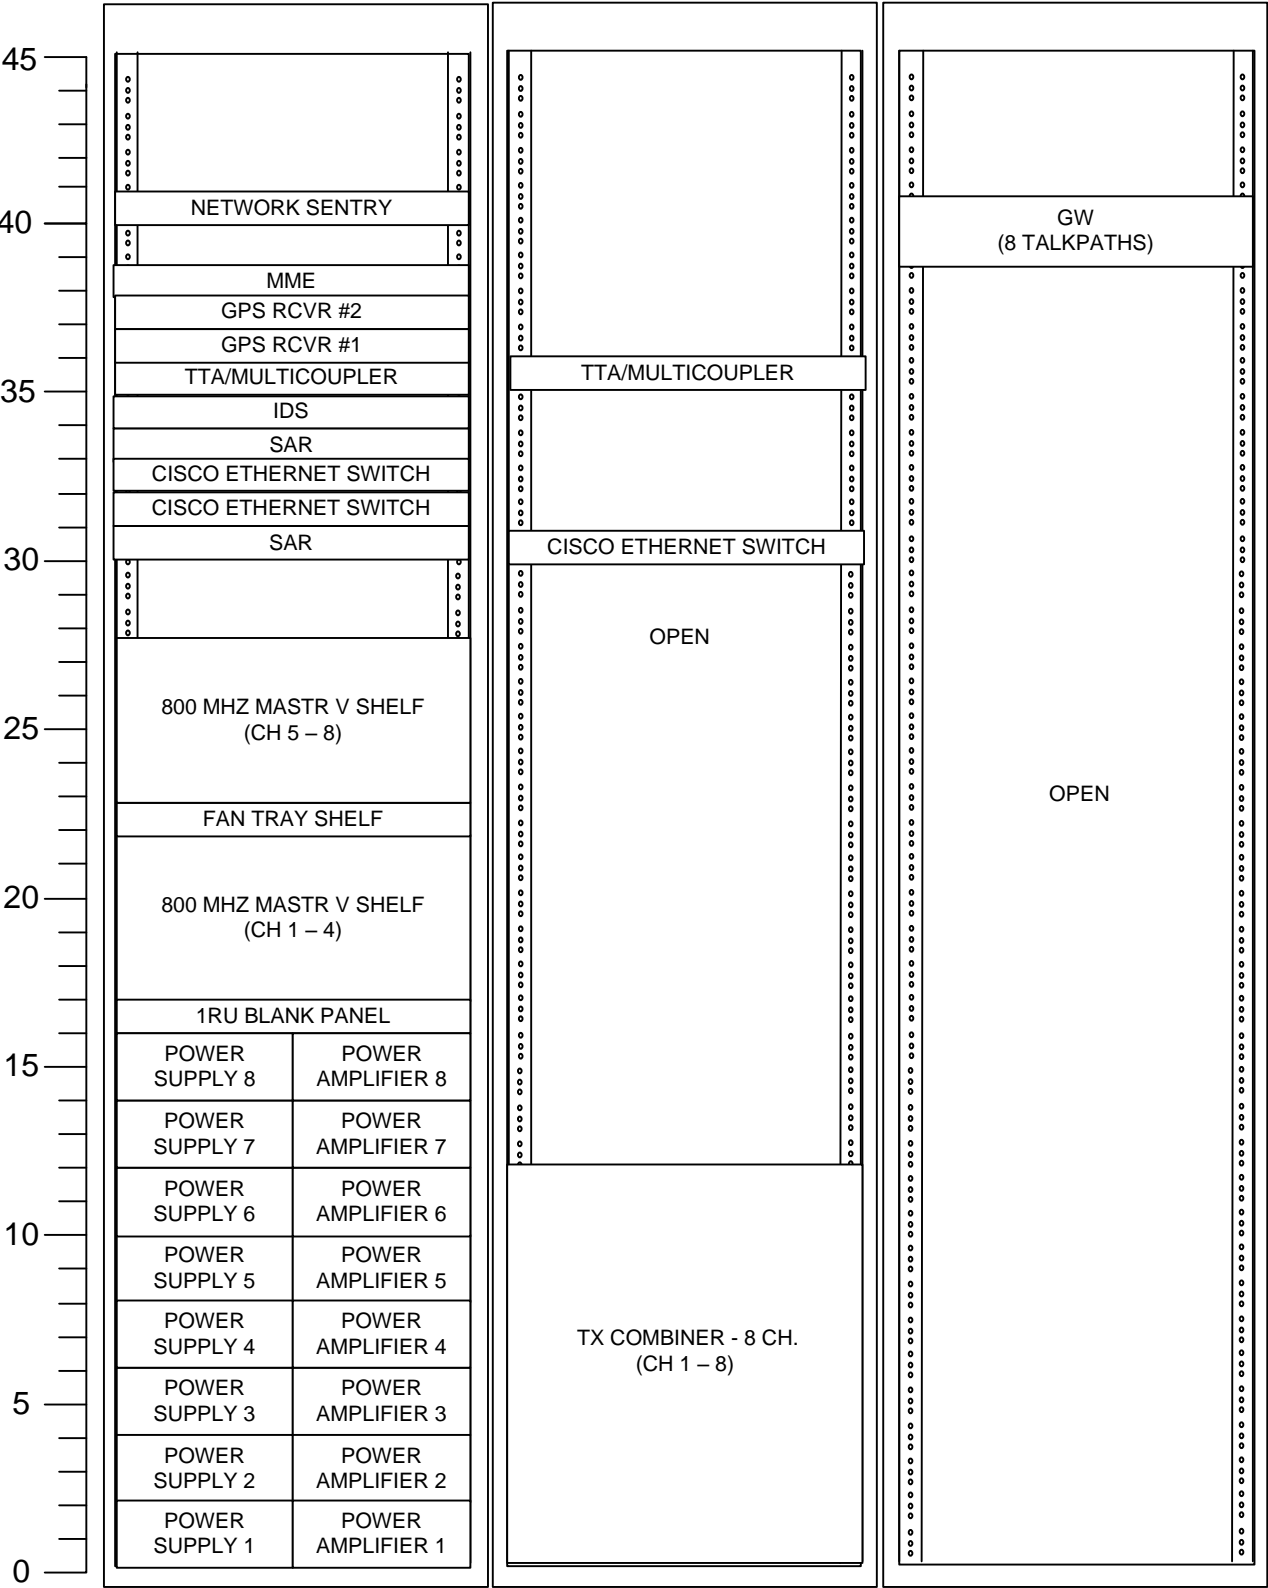 45
40
35
30
25
20
15
10
5
0
NETWORK SENTRY
MME
GPS RCVR #2
GPS RCVR #1
TTA/MULTICOUPLER
IDS
SAR
CISCO ETHERNET SWITCH
CISCO ETHERNET SWITCH
SAR
800 MHZ MASTR V SHELF
(CH 5 – 8)
FAN TRAY SHELF
800 MHZ MASTR V SHELF
(CH 1 – 4)
1RU BLANK PANEL
POWER
SUPPLY 8
POWER
AMPLIFIER 8
POWER
SUPPLY 7
POWER
AMPLIFIER 7
POWER
SUPPLY 6
POWER
AMPLIFIER 6
POWER
SUPPLY 5
POWER
AMPLIFIER 5
POWER
SUPPLY 4
POWER
AMPLIFIER 4
POWER
SUPPLY 3
POWER
AMPLIFIER 3
POWER
SUPPLY 2
POWER
AMPLIFIER 2
POWER
SUPPLY 1
POWER
AMPLIFIER 1
TTA/MULTICOUPLER
CISCO ETHERNET SWITCH
OPEN
TX COMBINER - 8 CH.
(CH 1 – 8)
GW
(8 TALKPATHS)
OPEN